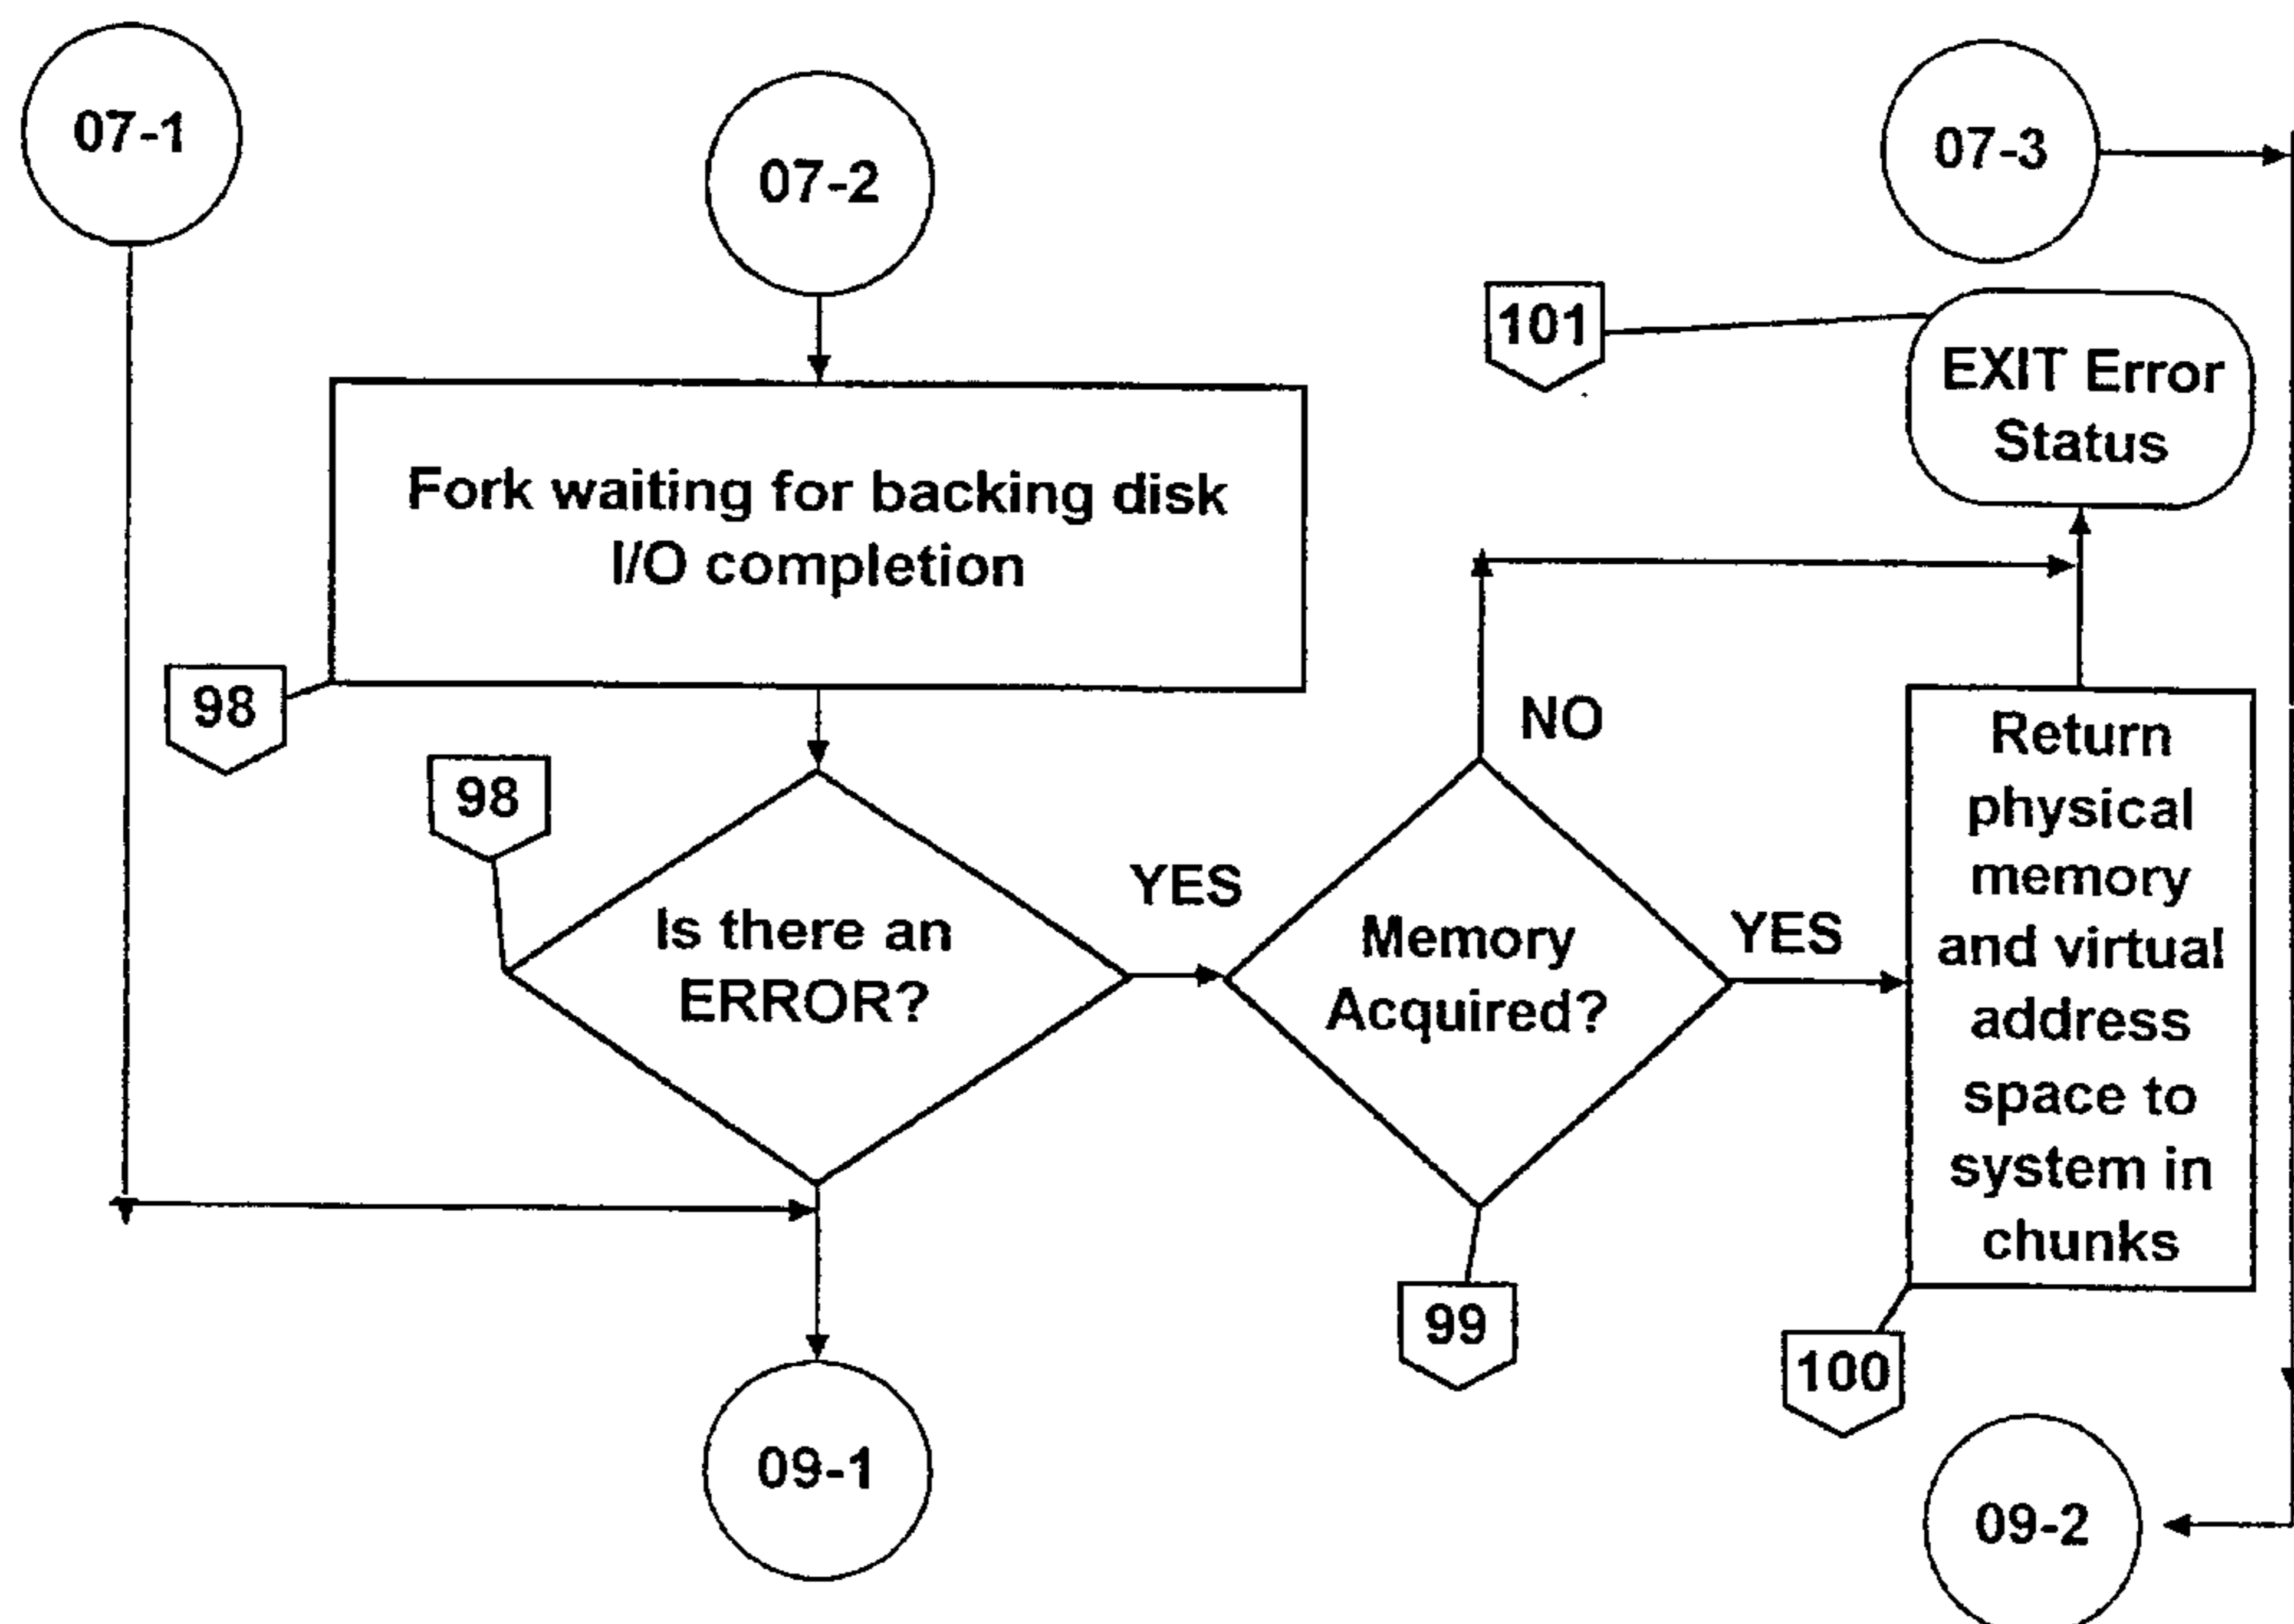 07-1
07-2
07-3
101
EXIT Error
Status
Fork waiting for backing disk
I/O completion
98
98
Is there an
ERROR?
YES
NO
Memory
Acquired?
YES
Return
physical
memory
and virtual
address
space to
system in
chunks
99
100
09-1
09-2